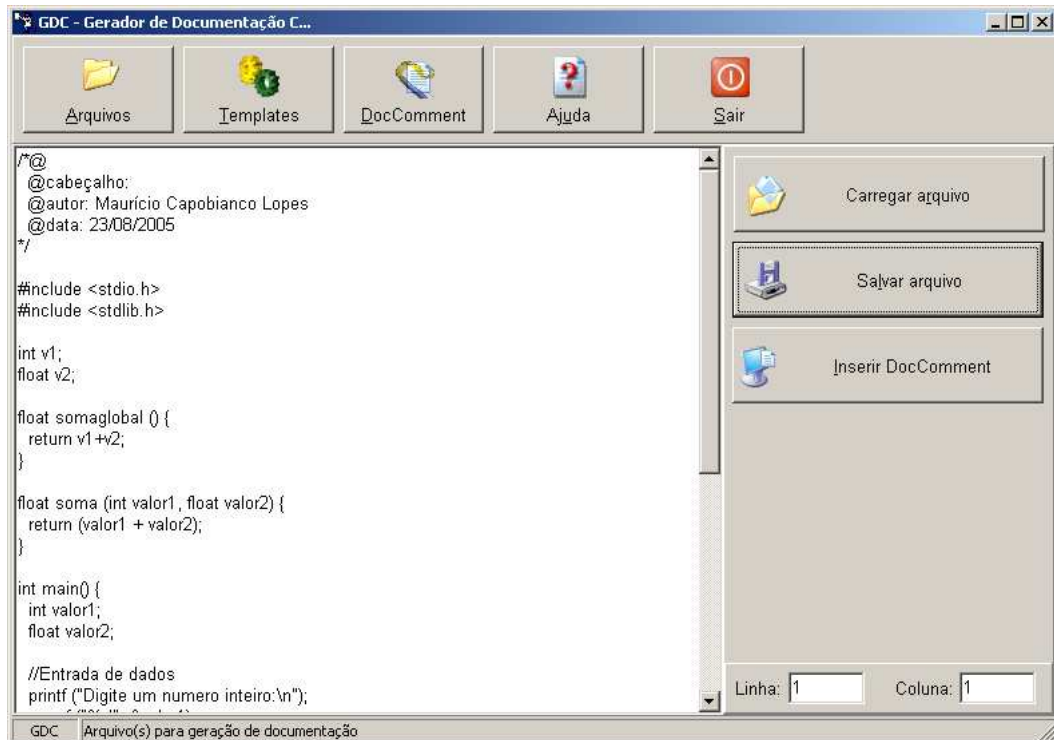 GDC - Gerador de Documentação C...
Arquivos Templates DocComment Ajuda Sair
/*@
@cabeçalho:
@autor: Maurício Capobianco Lopes
@data: 23/08/2005
*/
#include <stdio.h>
#include <stdlib.h>
int v1;
float v2;
float somaglobal () {
return v1+v2;
}
float soma (int valor1, float valor2) {
return (valor1 + valor2);
}
int main() {
int valor1;
float valor2;
//Entrada de dados
printf ("Digite um numero inteiro:\n");
Carregar arquivo
Salvar arquivo
Inserir DocComment
Linha: 1 Coluna: 1
GDC Arquivo(s) para geração de documentação